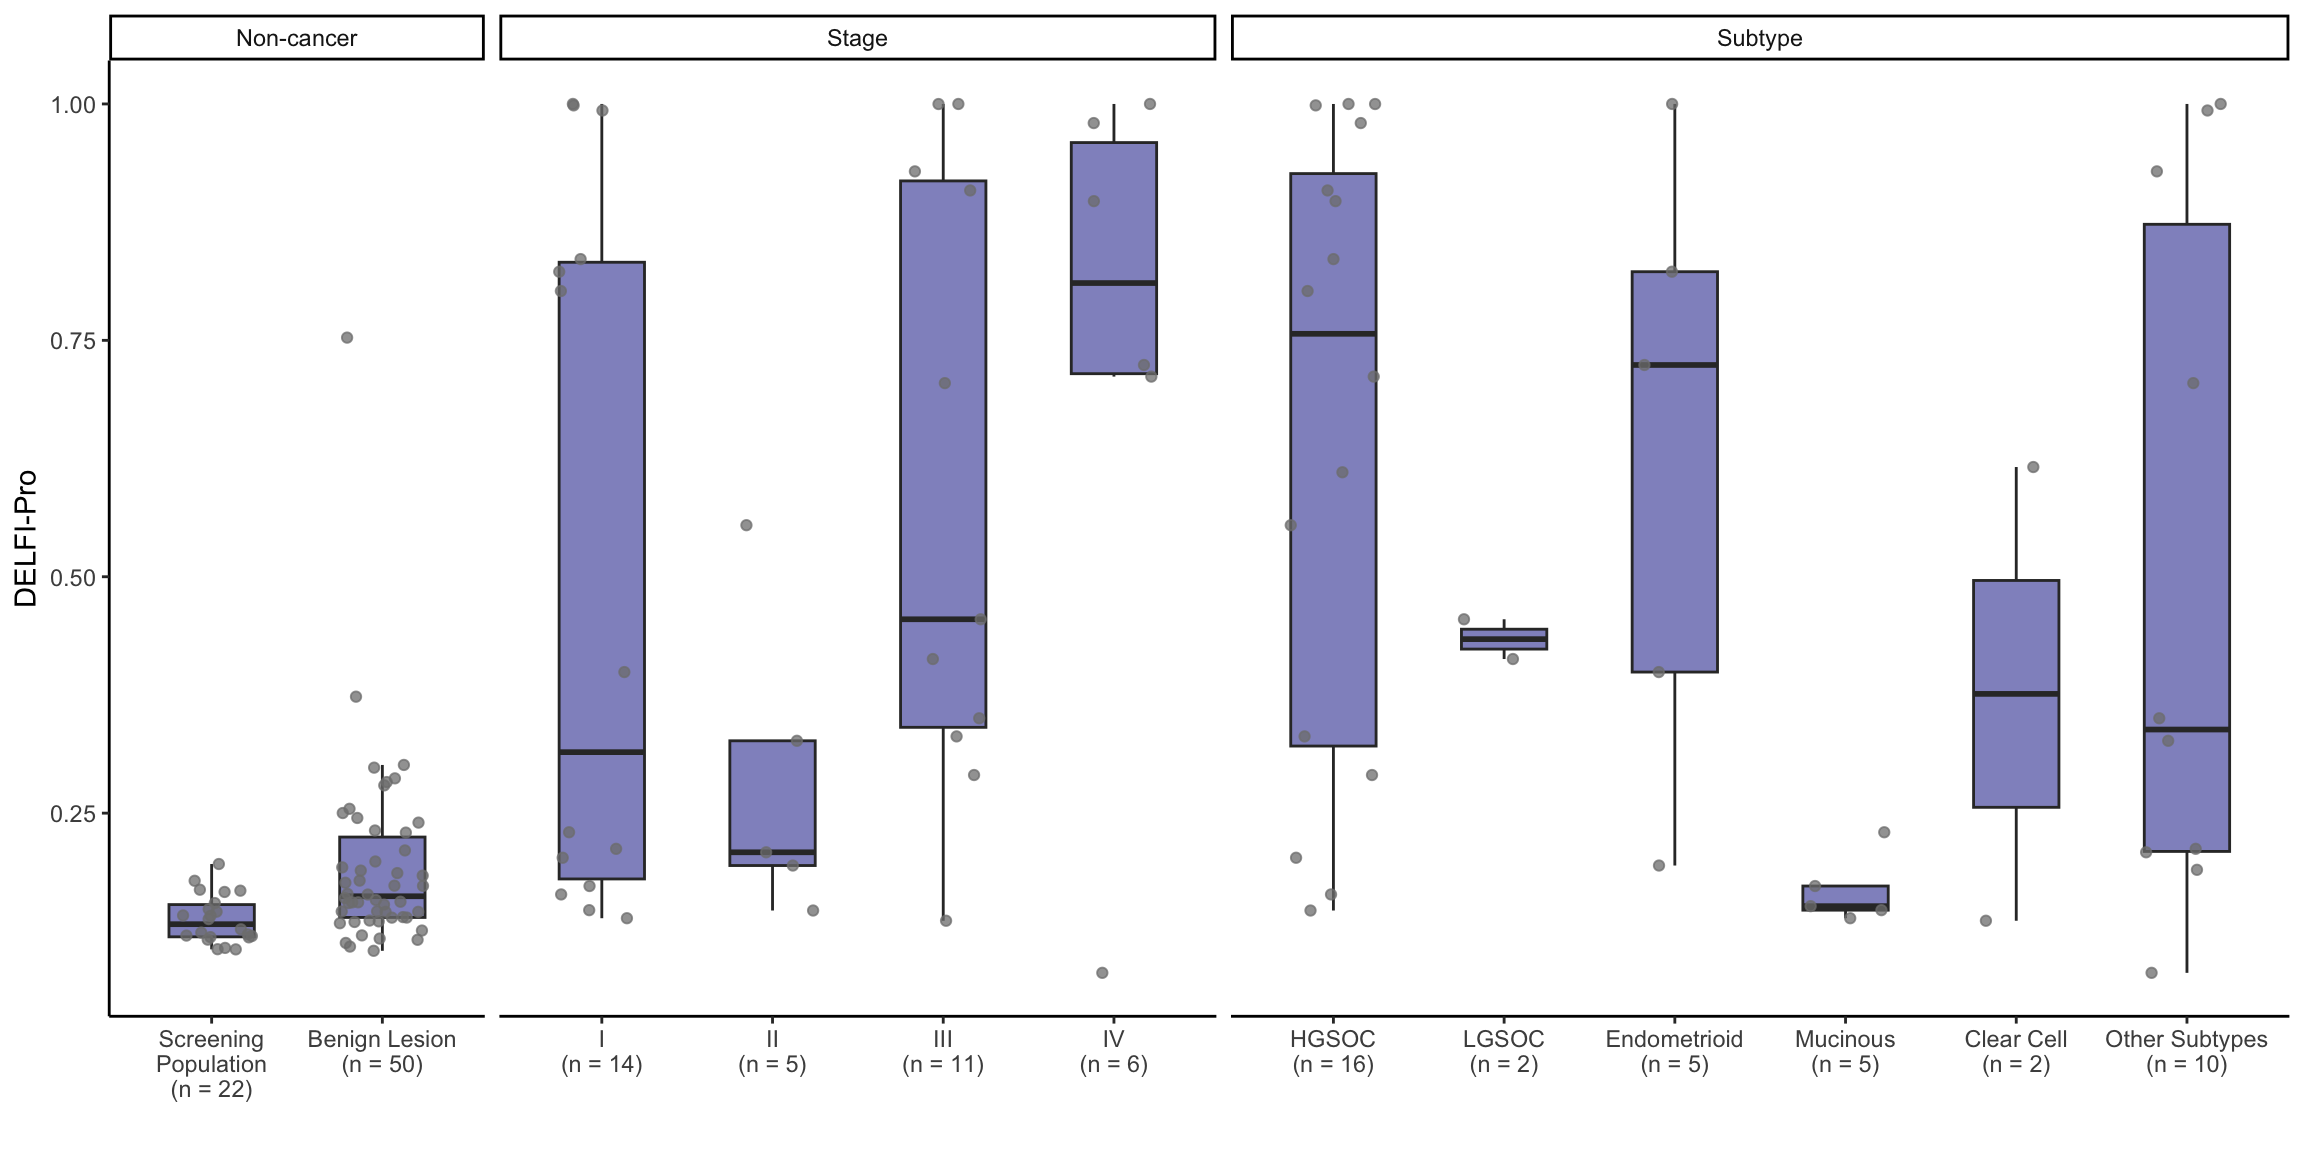 Non-cancer
Stage
Subtype
DELFI-Pro
1.00
0.75
0.50
0.25
Screening
Population
(n = 22)
Benign Lesion
(n = 50)
I
(n = 14)
II
(n = 5)
III
(n = 11)
IV
(n = 6)
HGSOC
(n = 16)
LGSOC
(n = 2)
Endometrioid
(n = 5)
Mucinous
(n = 5)
Clear Cell
(n = 2)
Other Subtypes
(n = 10)